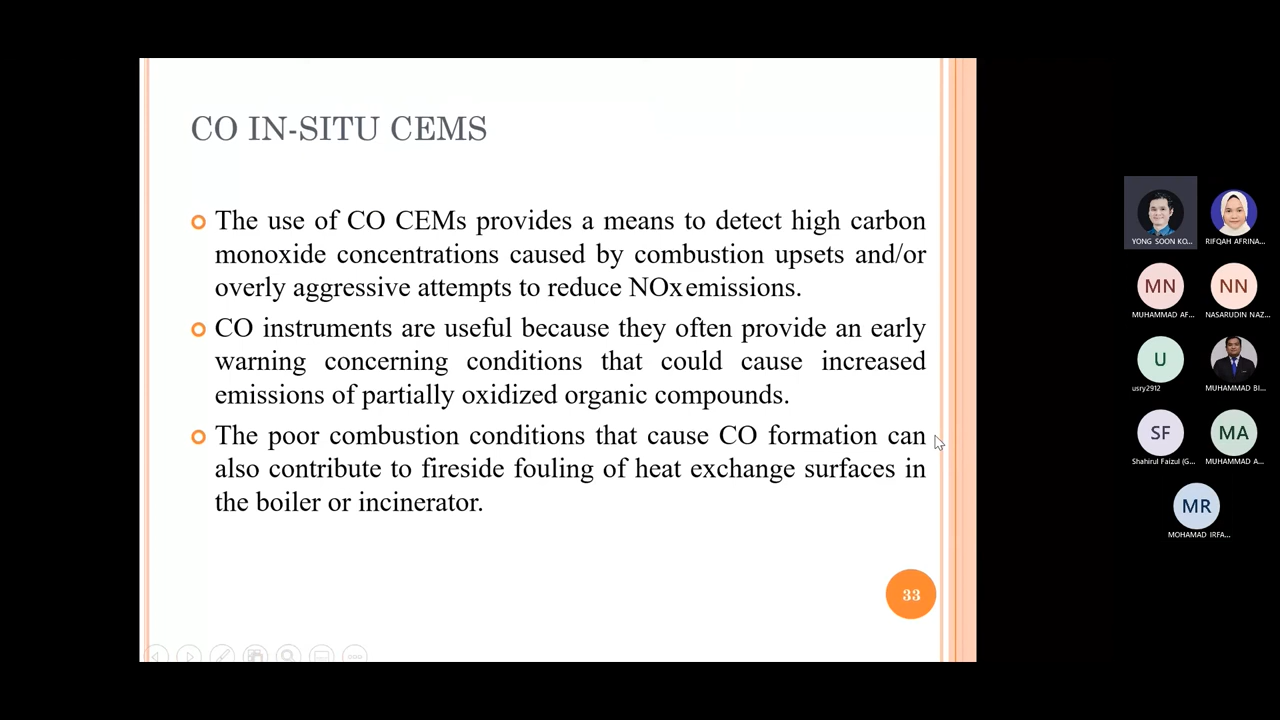 CO IN-SITU CEMS
The use of CO CEMs provides a means to detect high carbon
monoxide concentrations caused by combustion upsets and/or
overly aggressive attempts to reduce NOx emissions.
CO instruments are useful because they often provide an early
warning concerning conditions that could cause increased
emissions of partially oxidized organic compounds.
The poor combustion conditions that cause CO formation can
also contribute to fireside fouling of heat exchange surfaces in
the boiler or incinerator.
33
YONG SOON KO...
RIFQAH AFRINA...
MN
NN
MUHAMMAD AF...
NASARUDIN NAZ...
U
usry2912
MUHAMMAD BI...
SF
MA
Shahirul Faizul (G...
MUHAMMAD A...
MR
MOHAMAD IRFA...